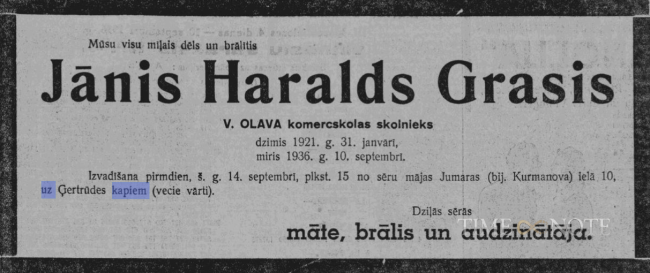 Mūsu visu mīļais dēls un brālītis
Jānis Haralds Grasis
V. OLAVA komercskolas skolnieks
dzimis 1921. g. 31. janvārī,
miris 1936. g. 10. septembrī.
Izvadīšana pirmdien, š. g. 14. septembrī, plkst. 15 no sēru mājas Jumaras (bij. Kurmanova) ielā 10,
uz Ģertrūdes kapiem (vecie vārti).
Dziļās sērās
TIMENOTE
māte, brālis un audzinātāja.